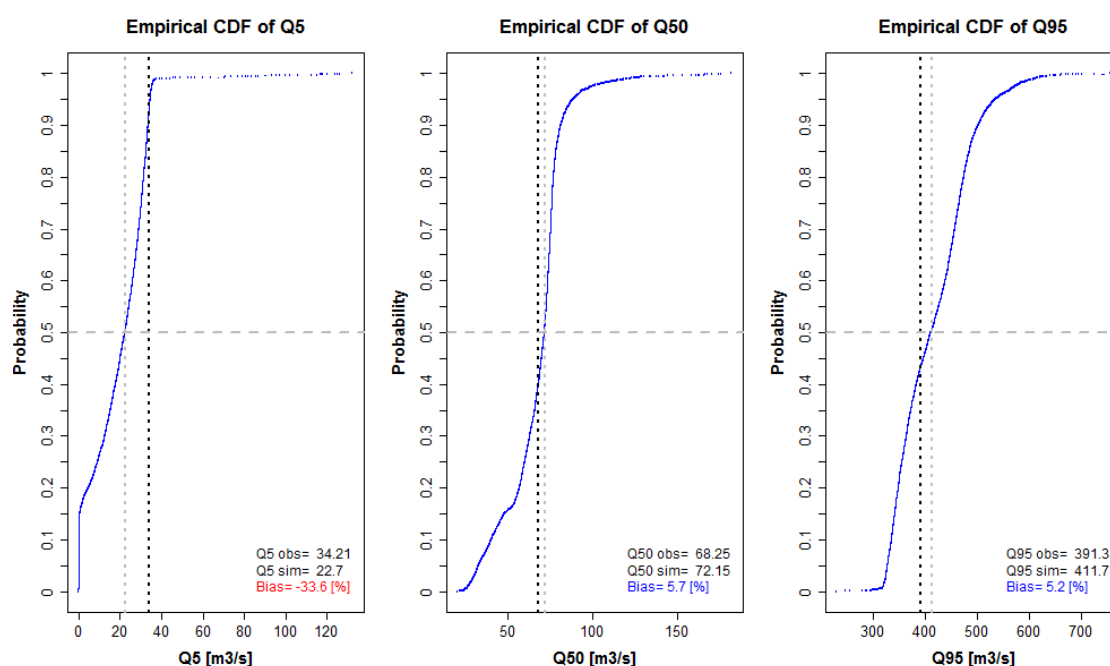 Empirical CDF of Q5
Probability
1
0.9
0.8
0.7
0.6
0.5
0.4
0.3
0.2
0.1
0
Q5 obs= 34.21
Q5 sim= 22.7
Bias= -33.6 [%]
0 20 40 60 80 100 120
Q5 [m3/s]
Empirical CDF of Q50
Probability
1
0.9
0.8
0.7
0.6
0.5
0.4
0.3
0.2
0.1
0
Q50 obs= 68.25
Q50 sim= 72.15
Bias= 5.7 [%]
50 100 150
Q50 [m3/s]
Empirical CDF of Q95
Probability
1
0.9
0.8
0.7
0.6
0.5
0.4
0.3
0.2
0.1
0
Q95 obs= 391.3
Q95 sim= 411.7
Bias= 5.2 [%]
300 400 500 600 700
Q95 [m3/s]